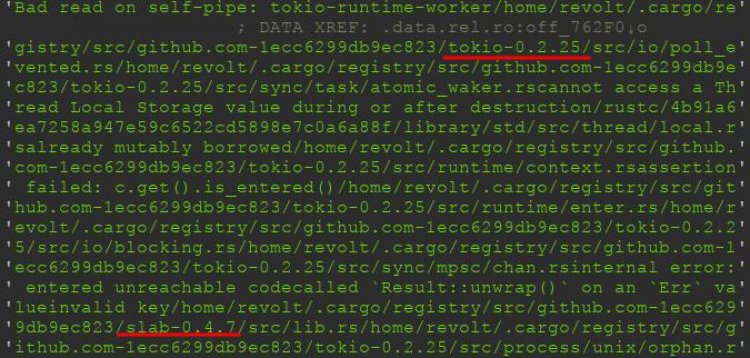 'Bad read on self-pipe: tokio-runtime-worker/home/revolt/.cargo/re'
; DATA XREF: .data.rel.ro:off_762F0↓o
'gistry/src/github.com-1ecc6299db9ec823/tokio-0.2.25/src/io/poll_e'
'vented.rs/home/revolt/.cargo/registry/src/github.com-1ecc6299db9e'
'c823/tokio-0.2.25/src/sync/task/atomic_waker.rscannot access a Th'
'read Local Storage value during or after destruction/rustc/4b91a6'
'ea7258a947e59c6522cd5898e7c0a6a88f/library/std/src/thread/local.r'
'salready mutably borrowed/home/revolt/.cargo/registry/src/github.'
'com-1ecc6299db9ec823/tokio-0.2.25/src/runtime/context.rsassertion'
' failed: c.get().is_entered()/home/revolt/.cargo/registry/src/git'
'hub.com-1ecc6299db9ec823/tokio-0.2.25/src/runtime/enter.rs/home/r'
'evolt/.cargo/registry/src/github.com-1ecc6299db9ec823/tokio-0.2.2'
'5/src/io/blocking.rs/home/revolt/.cargo/registry/src/github.com-1'
'ecc6299db9ec823/tokio-0.2.25/src/sync/mpsc/chan.rsinternal error:'
' entered unreachable codecalled `Result::unwrap()` on an `Err` va'
'lueinvalid key/home/revolt/.cargo/registry/src/github.com-1ecc629'
'9db9ec823/slab-0.4.7/src/lib.rs/home/revolt/.cargo/registry/src/g'
'ithub.com-1ecc6299db9ec823/tokio-0.2.25/src/process/unix/orphan.r'